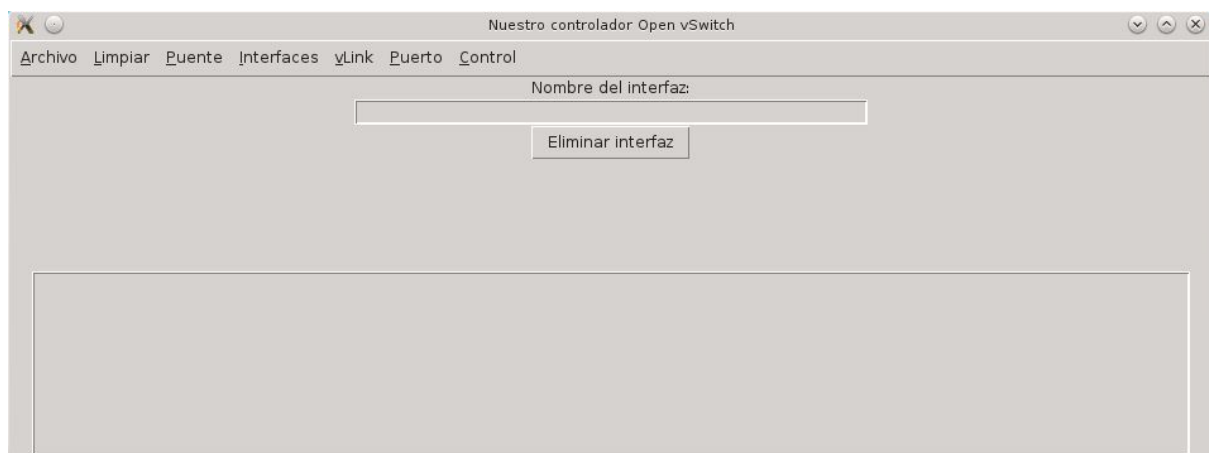 Nuestro controlador Open vSwitch
Archivo Limpiar Puente Interfaces vLink Puerto Control
Nombre del interfaz:
Eliminar interfaz